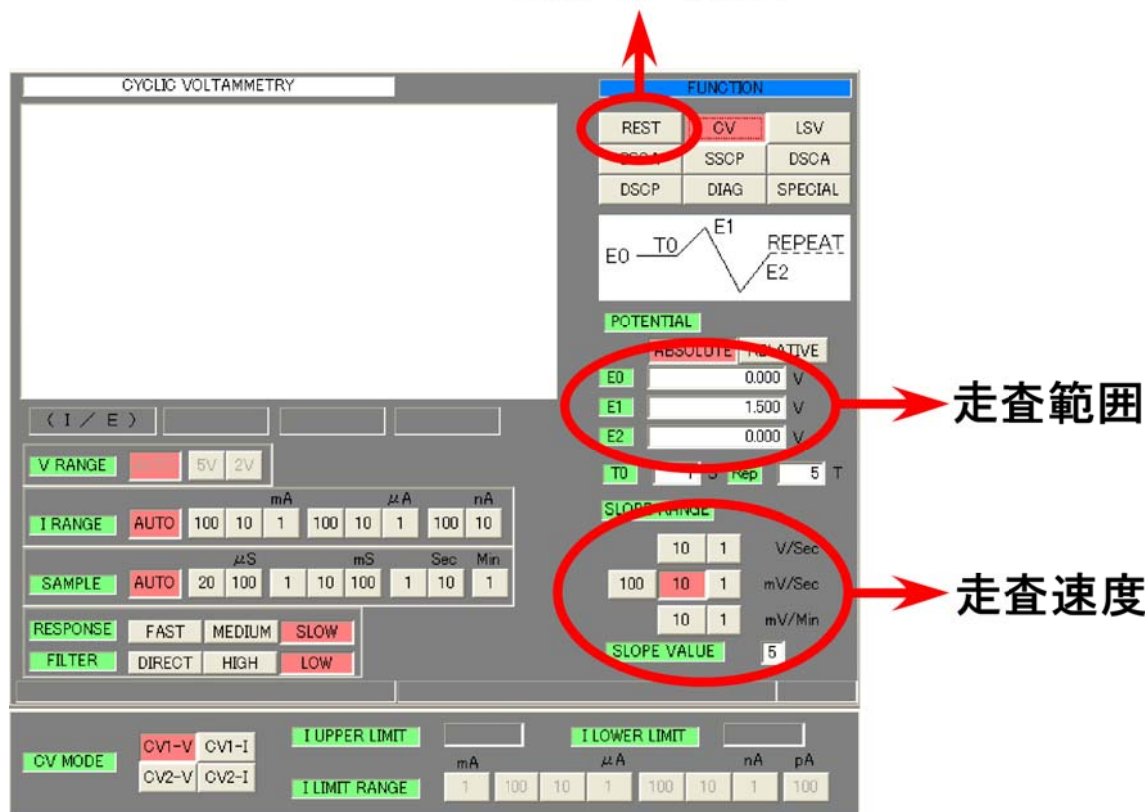 CYCLIC VOLTAMMETRY
FUNCTION
REST CV LSV
SSCP DSCA
DSCP DIAG SPECIAL
E0 T0 E1 REPEAT E2
POTENTIAL
ABSOLUTE RELATIVE
E0 0.000 V
E1 1.500 V
走査範囲
E2 0.000 V
(I/E)
T0 1 S Rep 5 T
V RANGE 5V 2V
SLOPE RANGE
mA μA nA
I RANGE AUTO 100 10 1 100 10 1 100 10
10 1 V/Sec
μS mS Sec Min
SAMPLE AUTO 20 100 1 10 100 1 10 1
100 10 1 mV/Sec
走査速度
10 1 mV/Min
RESPONSE FAST MEDIUM SLOW
SLOPE VALUE 5
FILTER DIRECT HIGH LOW
CV MODE
CV1-V CV1-I
CV2-V CV2-I
I UPPER LIMIT I LOWER LIMIT
mA μA nA pA
I LIMIT RANGE 1 100 10 1 100 10 1 100